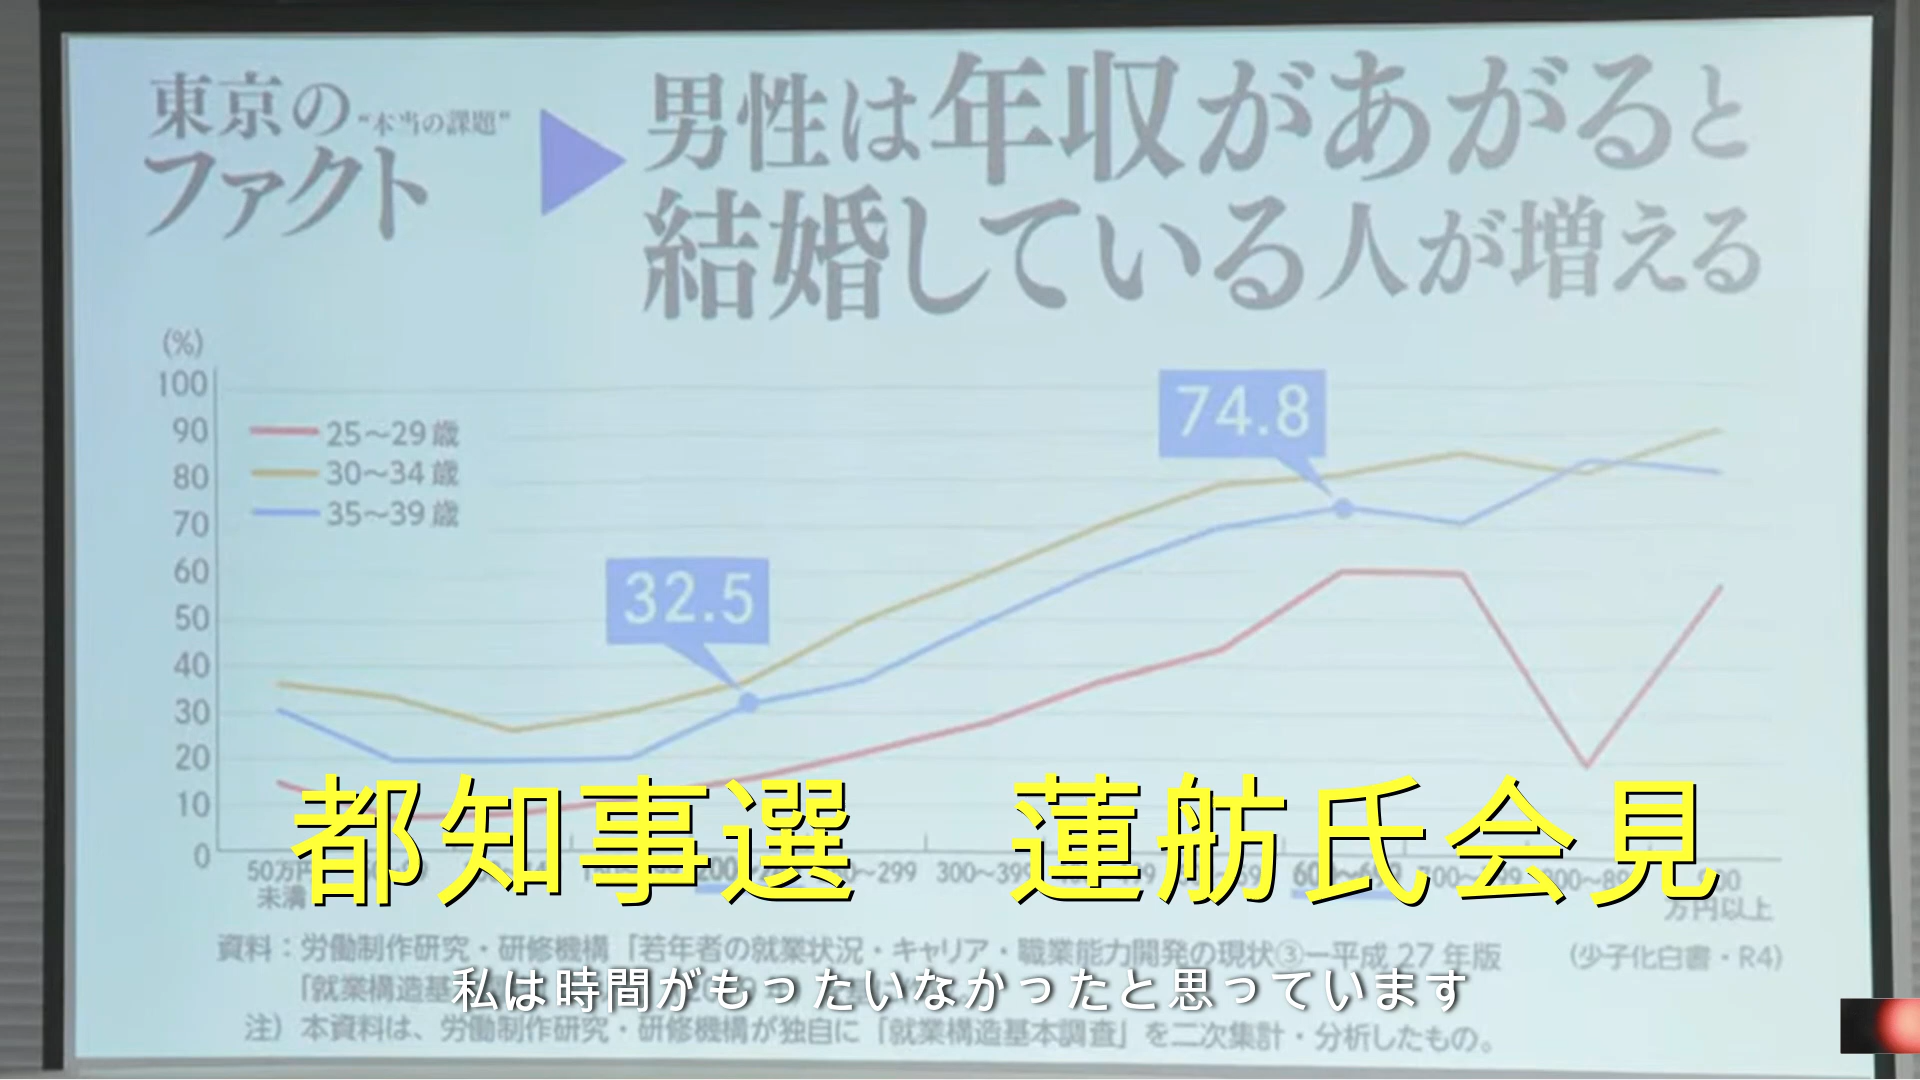 東京の
“本当の課題”
ファクト
男性は年収があがると
結婚している人が増える
(%)
100
90
80
70
60
50
40
30
20
10
0
25〜29歳
30〜34歳
35〜39歳
32.5
74.8
都知事選 蓮舫氏会見
50万円
未満
300〜399
万円以上
資料：労働制作研究・研修機構「若年者の就業状況・キャリア・職業能力開発の現状③ー平成27年版
(少子化白書・R4)
「就業構造基
私は時間がもったいなかったと思っています
注）本資料は、労働制作研究・研修機構が独自に「就業構造基本調査」を二次集計・分析したもの。